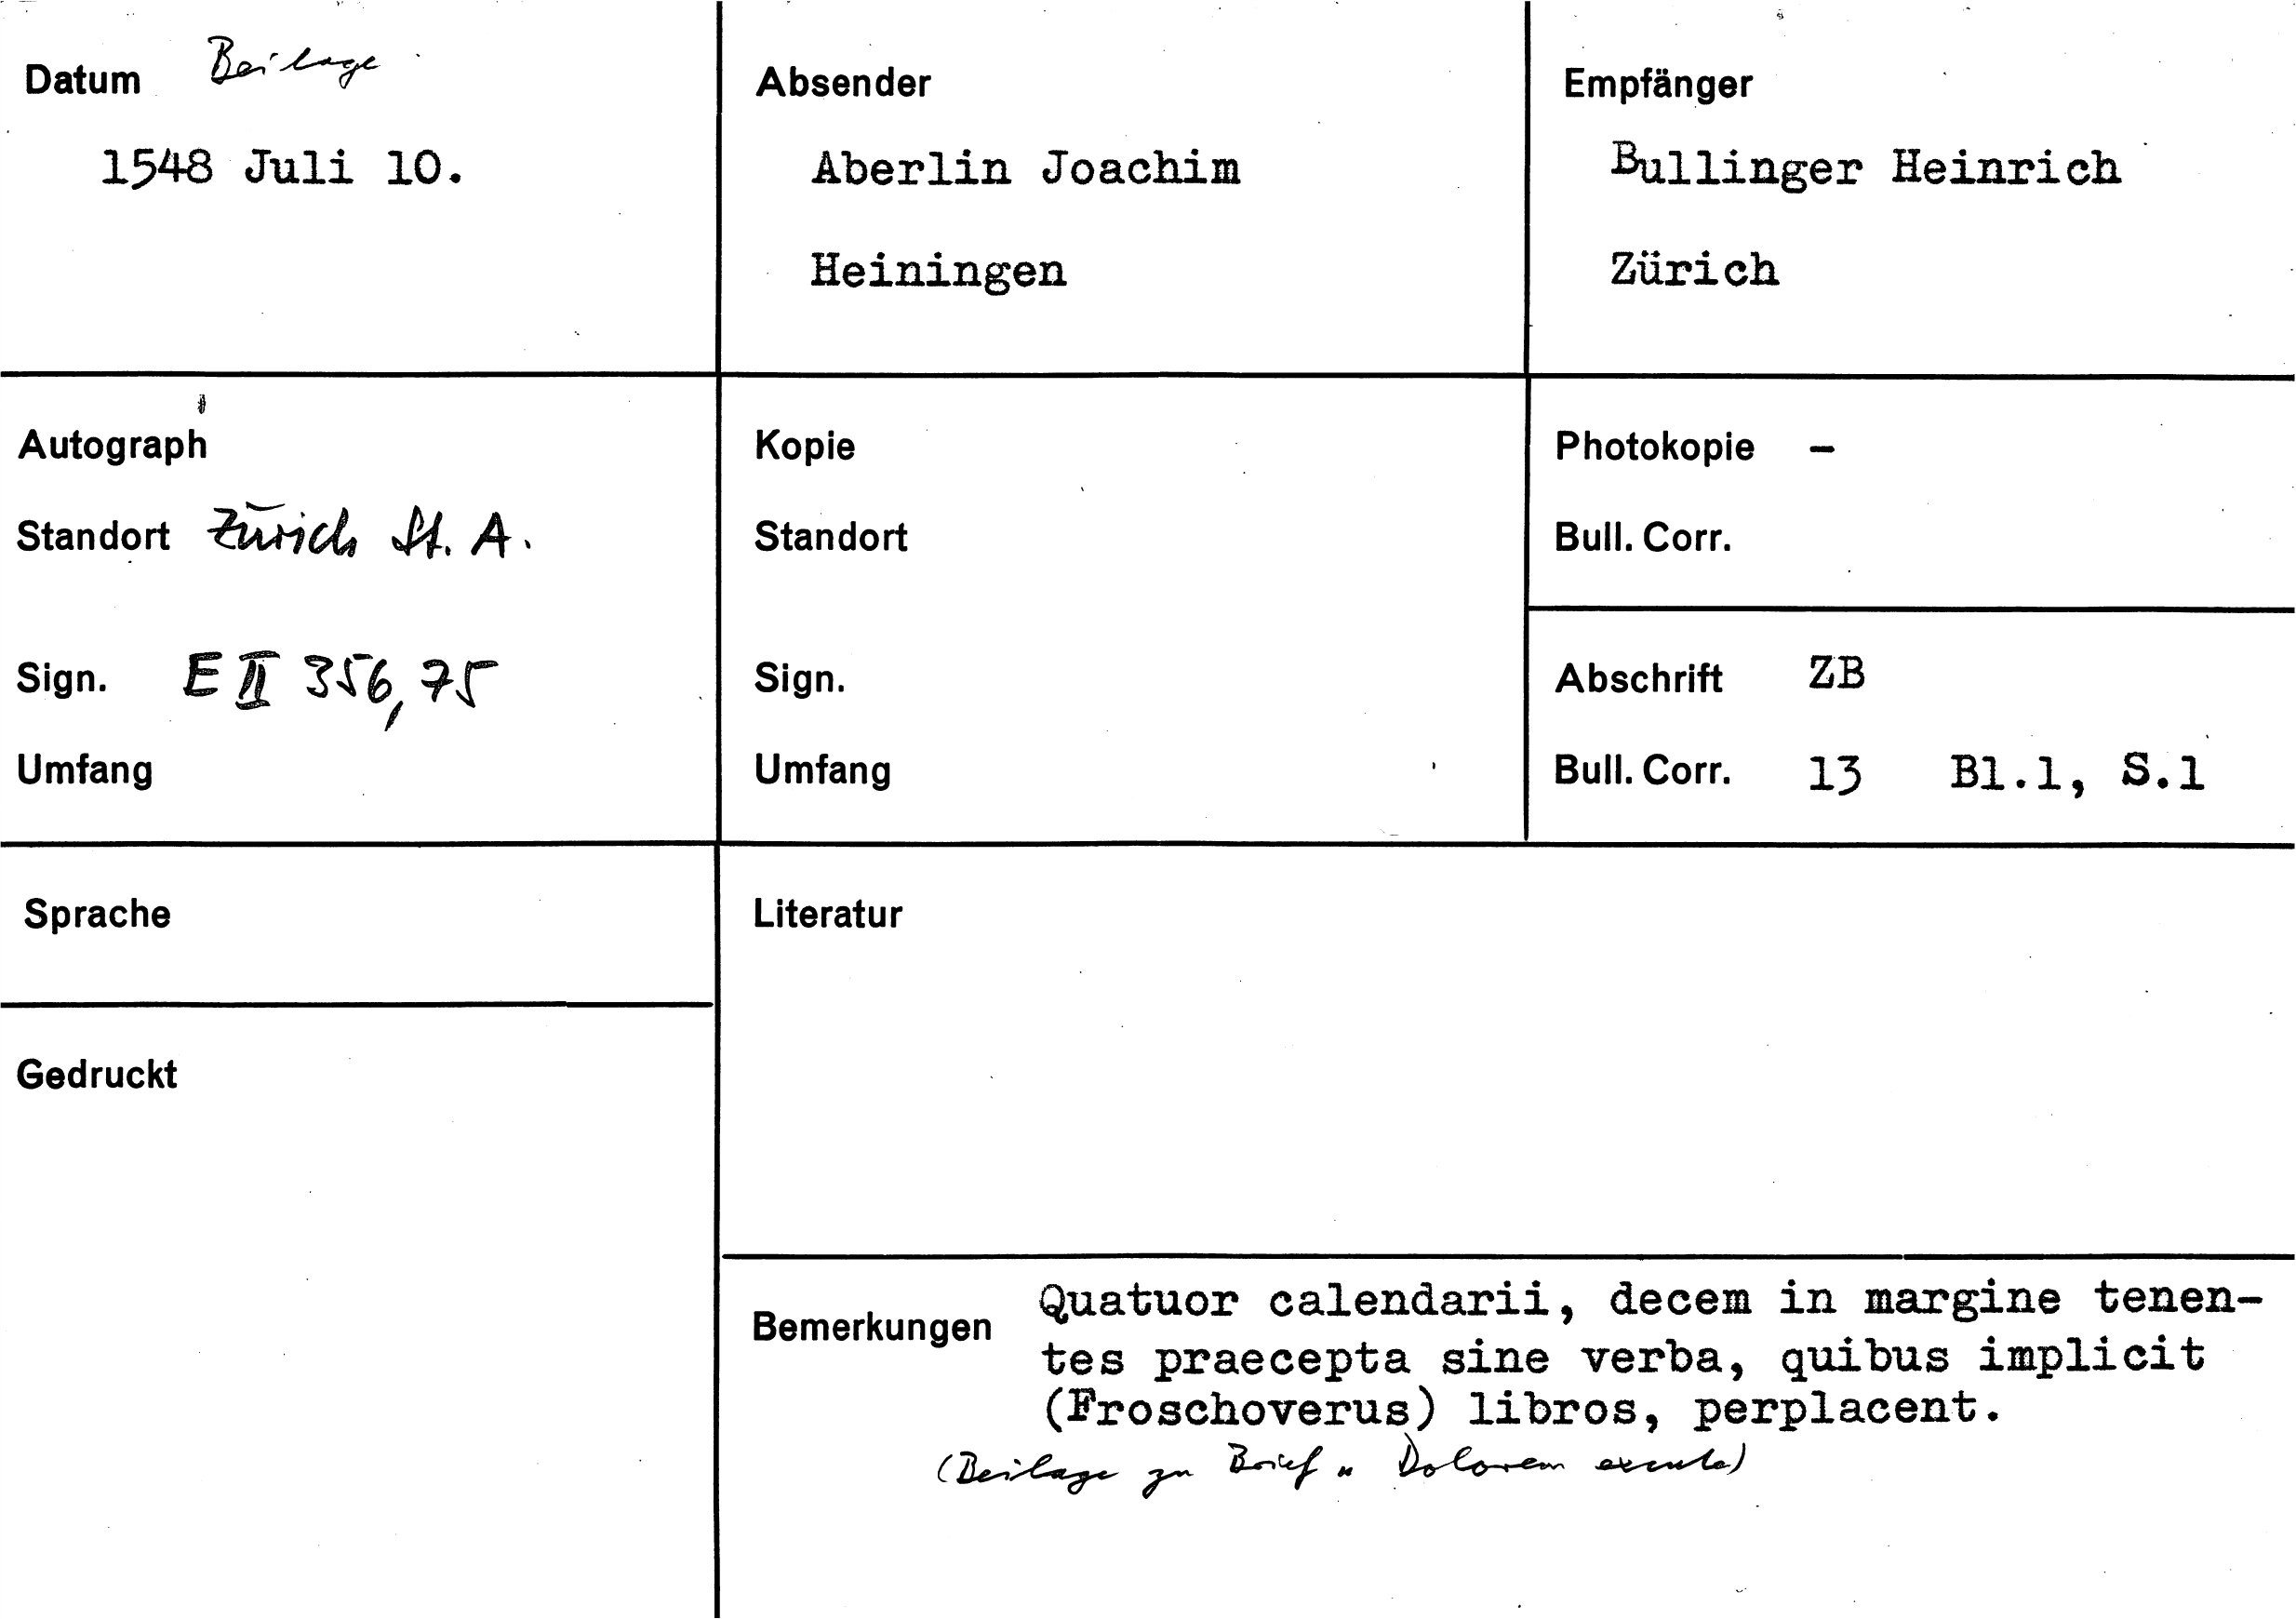 Datum Beilage
1548 Juli 10.
Absender
Aberlin Joachim
Heiningen
Empfänger
Bullinger Heinrich
Zürich
Autograph
Standort Zürich St. A.
Sign. E II 356, 75
Umfang
Kopie
Standort
Sign.
Umfang
Photokopie –
Bull. Corr.
Abschrift ZB
Bull. Corr. 13 Bl.1, S.1
Sprache
Gedruckt
Literatur
Bemerkungen
Quatuor calendarii, decem in margine tenen-
tes praecepta sine verba, quibus implicit
(Froschoverus) libros, perplacent.
(Beilage zu Brief " Dolorem